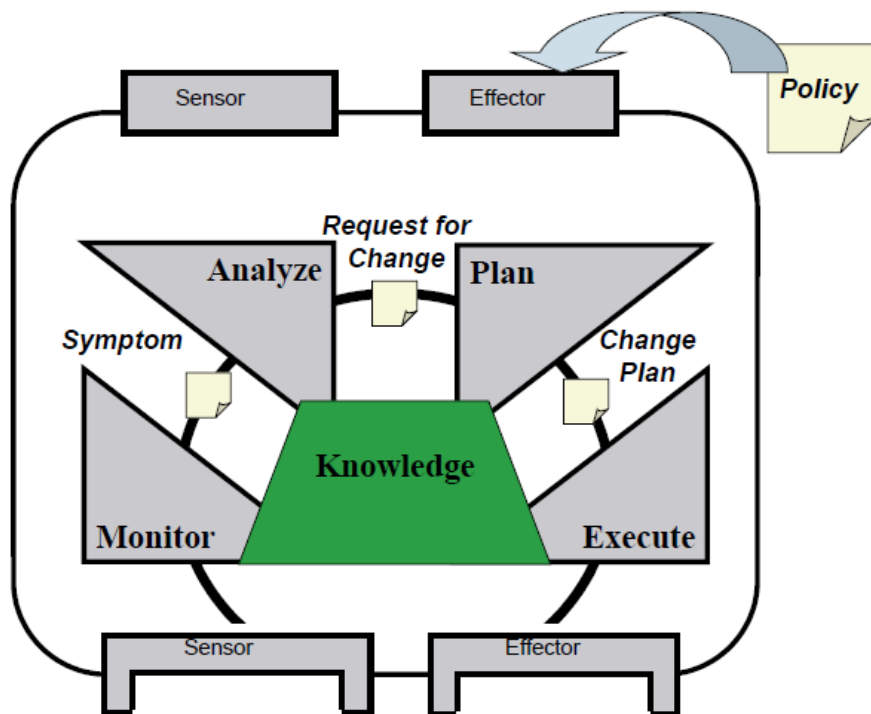 Sensor
Effector
Policy
Request for
Change
Analyze
Plan
Symptom
Change
Plan
Knowledge
Monitor
Execute
Sensor
Effector